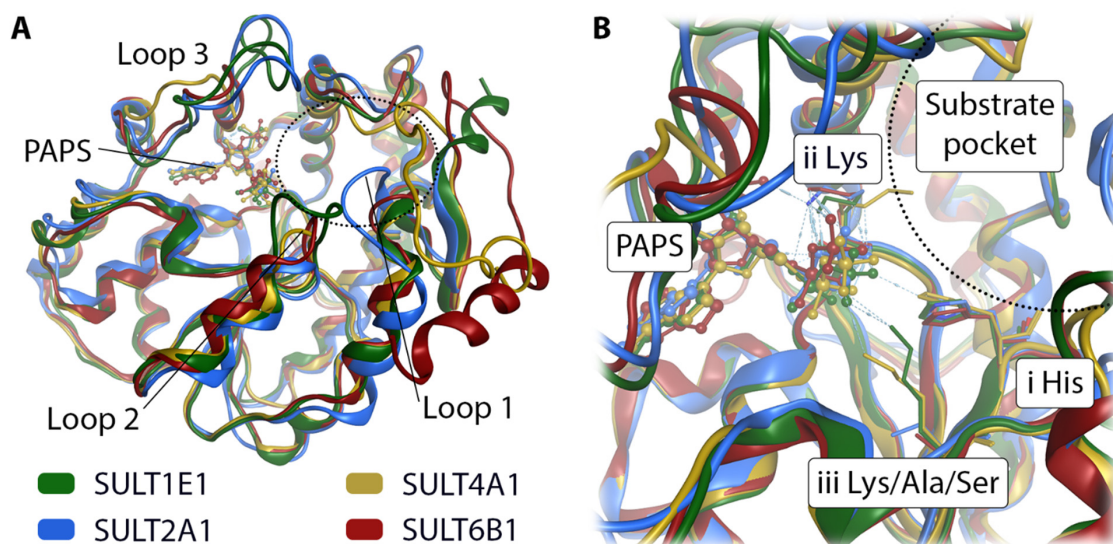 A
Loop 3
PAPS
Loop 2
Loop 1
SULT1E1
SULT4A1
SULT2A1
SULT6B1
B
Substrate
pocket
ii Lys
PAPS
i His
iii Lys/Ala/Ser